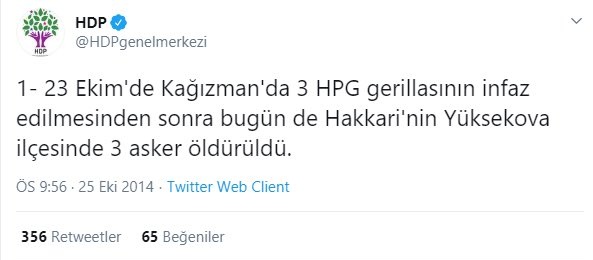 HDP
@HDPgenelmerkezi
HDP
1- 23 Ekim'de Kağızman'da 3 HPG gerillasının infaz
edilmesinden sonra bugün de Hakkari'nin Yüksekova
ilçesinde 3 asker öldürüldü.
ÖS 9:56 · 25 Eki 2014 · Twitter Web Client
356 Retweetler 65 Beğeniler